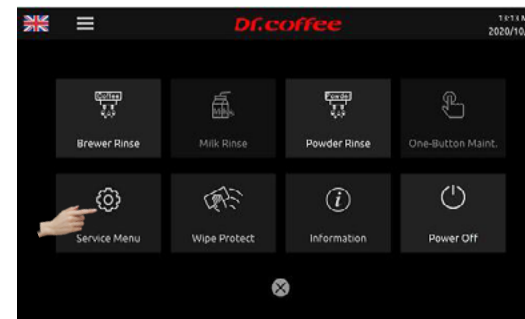 Dr.coffee
2020/10/
Coffee
Milk
Powder
Brewer Rinse
Milk Rinse
Powder Rinse
One-Button Maint.
Service Menu
Wipe Protect
Information
Power Off